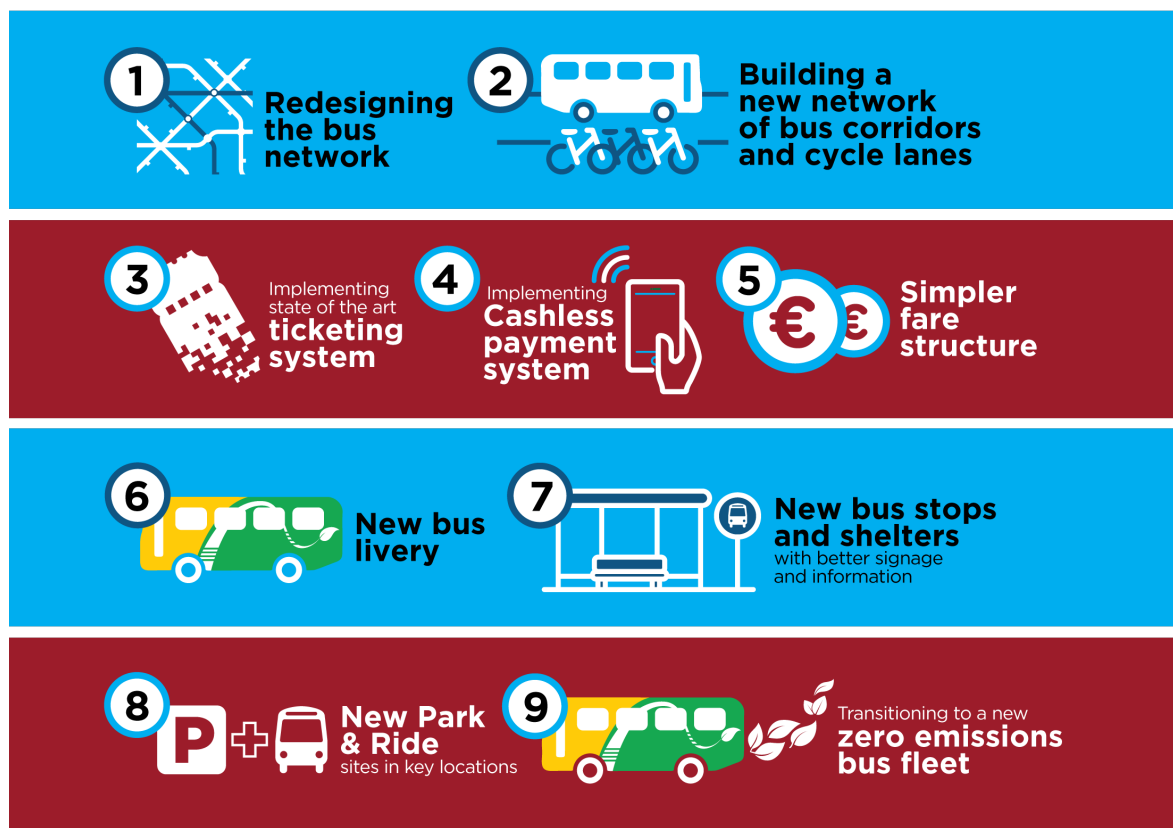 1
Redesigning
the bus
network
2
Building a
new network
of bus corridors
and cycle lanes
3
Implementing
state of the art
ticketing
system
4
Implementing
Cashless
payment
system
5
€
€
Simpler
fare
structure
6
New bus
livery
7
New bus stops
and shelters
with better signage
and information
8
P
New Park
& Ride
sites in key locations
9
Transitioning to a new
zero emissions
bus fleet